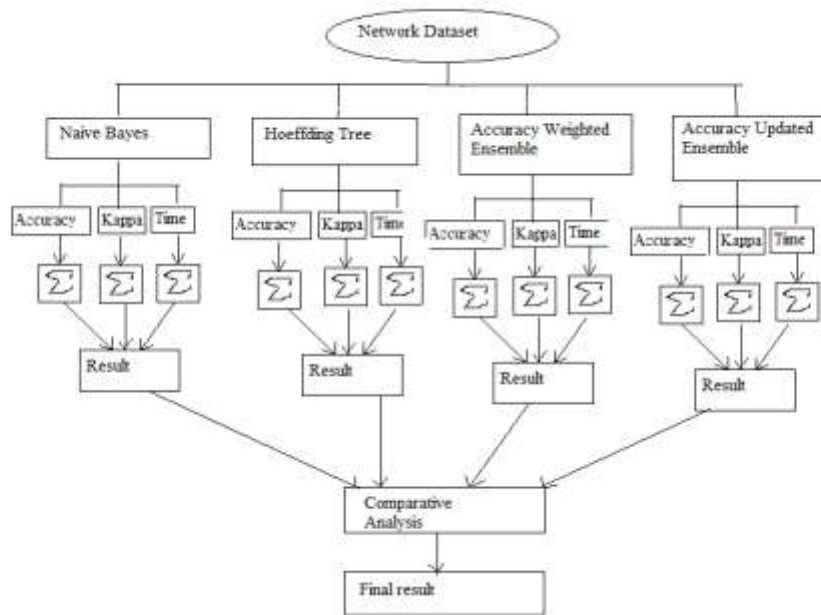 Network Dataset
Naive Bayes
Hoeffding Tree
Accuracy Weighted
Ensemble
Accuracy Updated
Ensemble
Accuracy
Kappa
Time
Accuracy
Kappa
Time
Accuracy
Kappa
Time
Accuracy
Kappa
Time
Σ
Σ
Σ
Σ
Σ
Σ
Σ
Σ
Σ
Σ
Σ
Σ
Result
Result
Result
Result
Comparative
Analysis
Final result